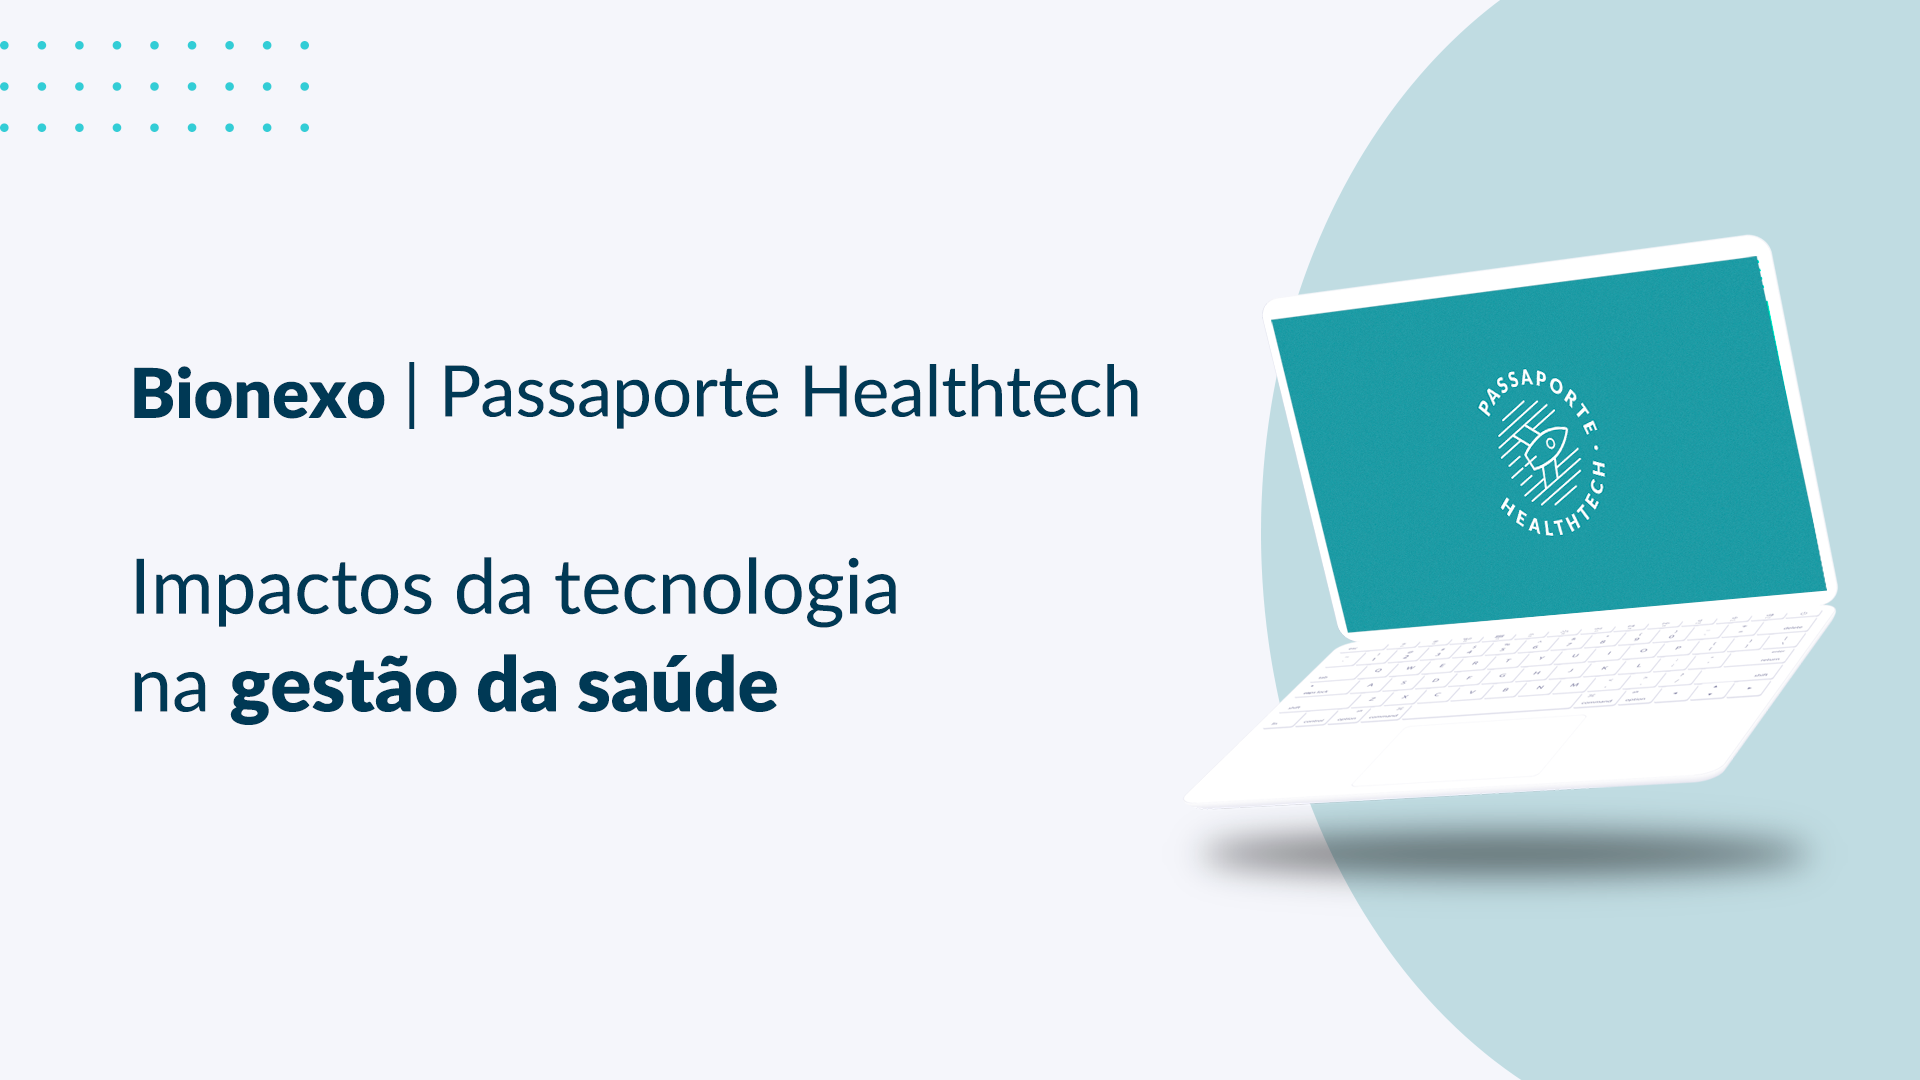 Bionexo | Passaporte Healthtech
Impactos da tecnologia
na gestão da saúde
PASSAPORTE • HEALTHTECH